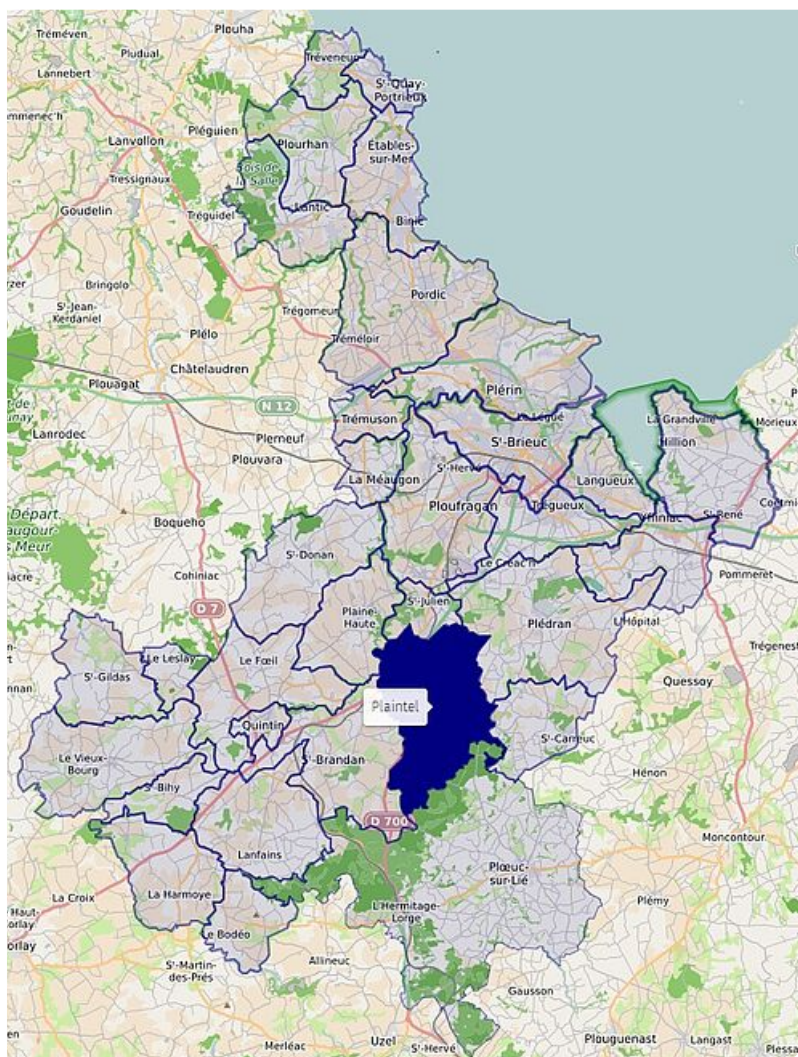 Plouha
Tréméven
Pludual
Lannebert
Tréveneuc
Sᵗ-Quay-
Portrieux
Pléguien
Lanvollon
Plourhan
Étables-
sur-Mer
Bois de
la Salle
Tressignaux
Lantic
Goudelin
Tréguidel
Binic
Bringolo
Sᵗ-Jean-
Kerdaniel
Pordic
Trégomeur
Plélo
Tréméloir
Châtelaudren
Plouagat
Plérin
N 12
Trémuson
Le Légué
La Grandville
Morieux
Lanrodec
Plerneuf
Sᵗ-Brieuc
Hillion
Plouvara
La Méaugon
Sᵗ-Hervé
Langueux
Ploufragan
Trégueux
Yffiniac
Sᵗ-René
Boqueho
Sᵗ-Donan
Le Créac'h
Cohiniac
Pommeret
D 7
Plaine-
Haute
Sᵗ-Julien
Plédran
L'Hôpital
Le Leslay
Le Fœil
Sᵗ-Gildas
Quessoy
Plaintel
Quintin
Sᵗ-Carreuc
Le Vieux-
Bourg
-Brandan
Hénon
Sᵗ-Bihy
D 700
Moncontour
Lanfains
Plœuc-
sur-Lié
La Croix
La Harmoye
Plémy
L'Hermitage-
Lorge
Le Bodéo
Sᵗ-Martin-
des-Prés
Allineuc
Gausson
Merléac
Uzel
Sᵗ-Hervé
Plouguenast
Langast